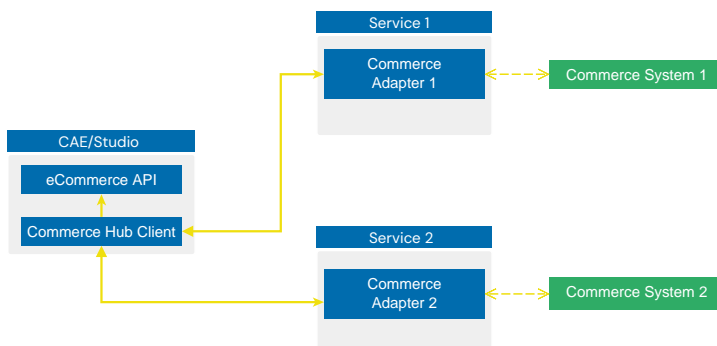 Service 1
Commerce
Adapter 1
Commerce System 1
CAE/Studio
eCommerce API
Commerce Hub Client
Service 2
Commerce
Adapter 2
Commerce System 2